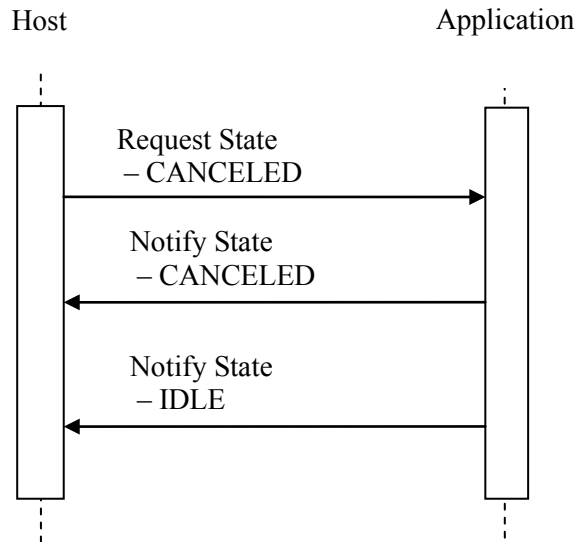 Host
Application
Request State
– CANCELED
Notify State
– CANCELED
Notify State
– IDLE